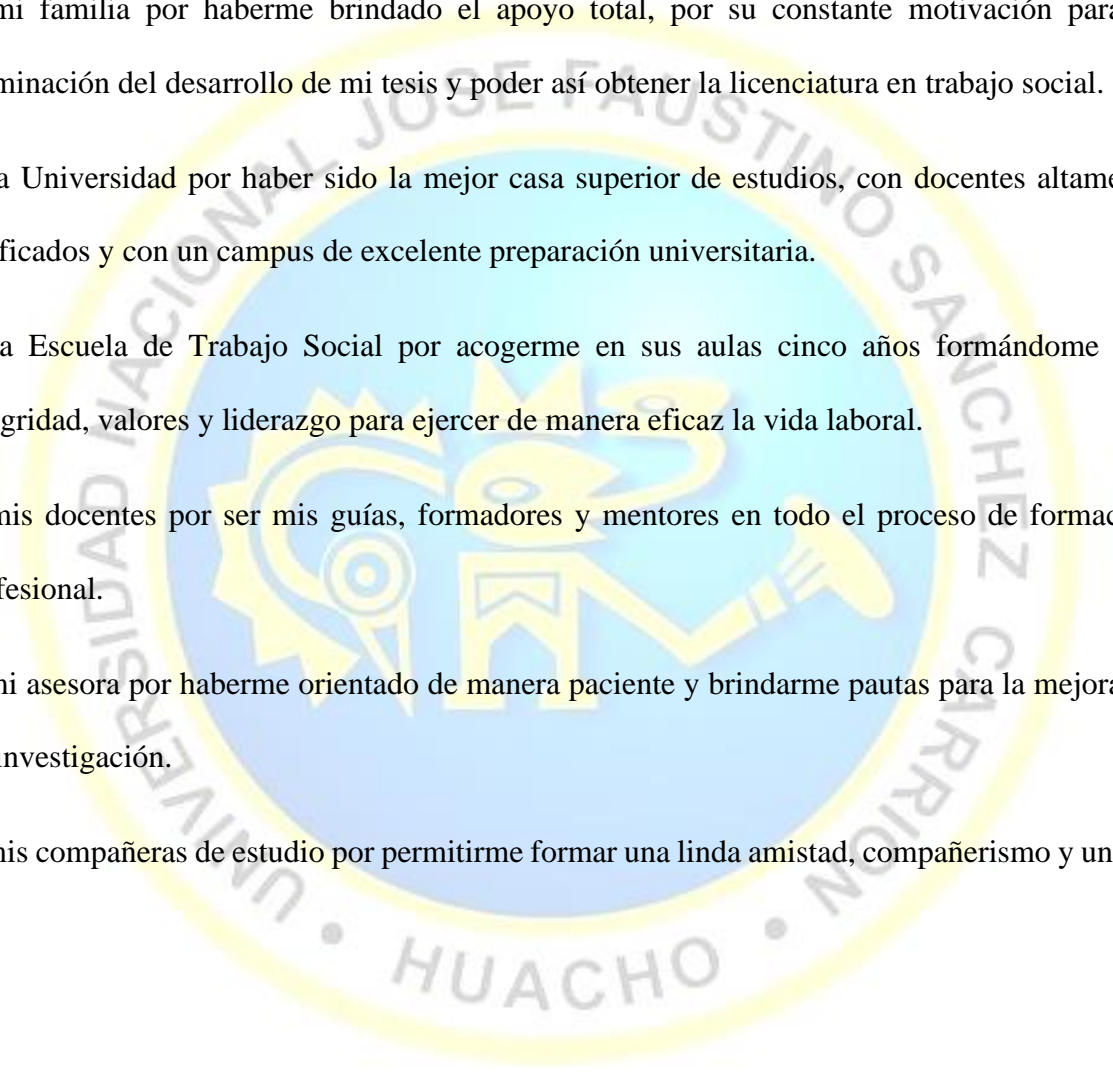 mi familia por haberme brindado el apoyo total, por su constante motivación para
minación del desarrollo de mi tesis y poder así obtener la licenciatura en trabajo social.
a Universidad por haber sido la mejor casa superior de estudios, con docentes altame
ificados y con un campus de excelente preparación universitaria.
a Escuela de Trabajo Social por acogerme en sus aulas cinco años formándome
gridad, valores y liderazgo para ejercer de manera eficaz la vida laboral.
mis docentes por ser mis guías, formadores y mentores en todo el proceso de formac
fesional.
mi asesora por haberme orientado de manera paciente y brindarme pautas para la mejora
investigación.
mis compañeras de estudio por permitirme formar una linda amistad, compañerismo y un
UNIVERSIDAD NACIONAL JOSE FAUSTINO SANCHEZ CARRION • HUACHO •